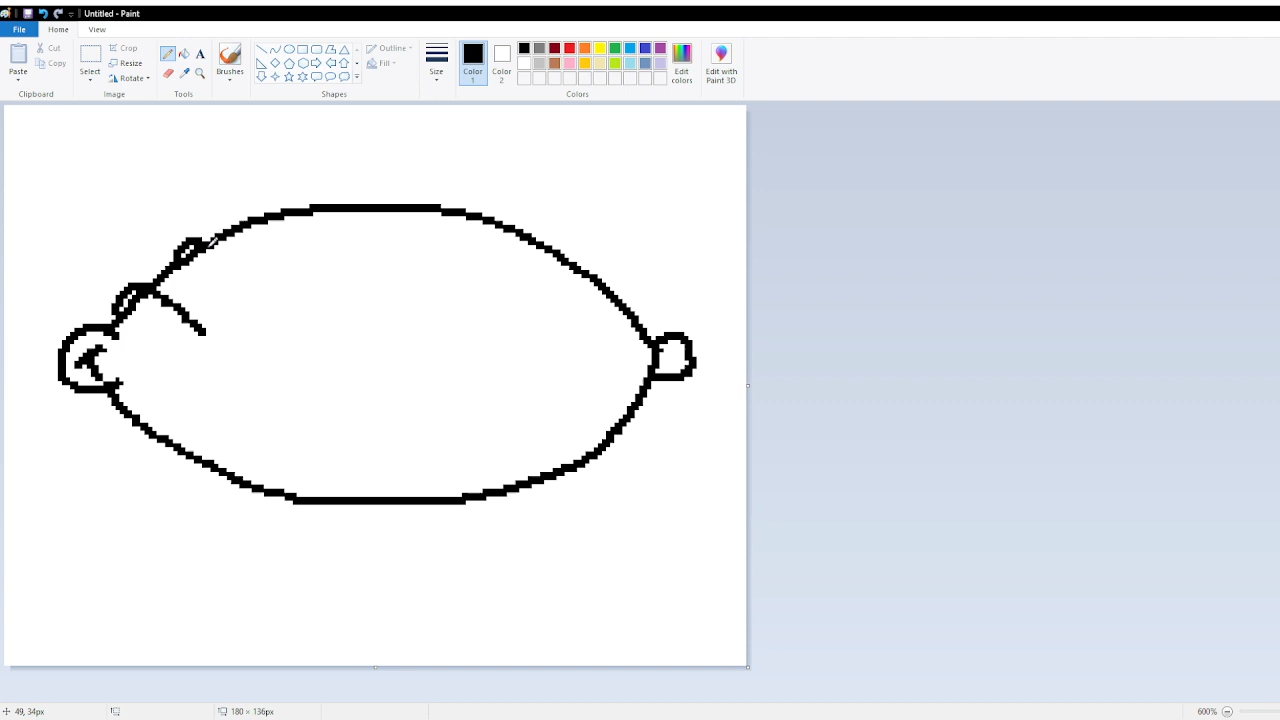 Untitled - Paint
File Home View
Paste
Cut
Copy
Clipboard
Select
Crop
Resize
Rotate
Image
A
Tools
Brushes
Shapes
Outline
Fill
Size
Color
1
Color
2
Colors
Edit
colors
Edit with
Paint 3D
49, 34px
180 × 136px
600%